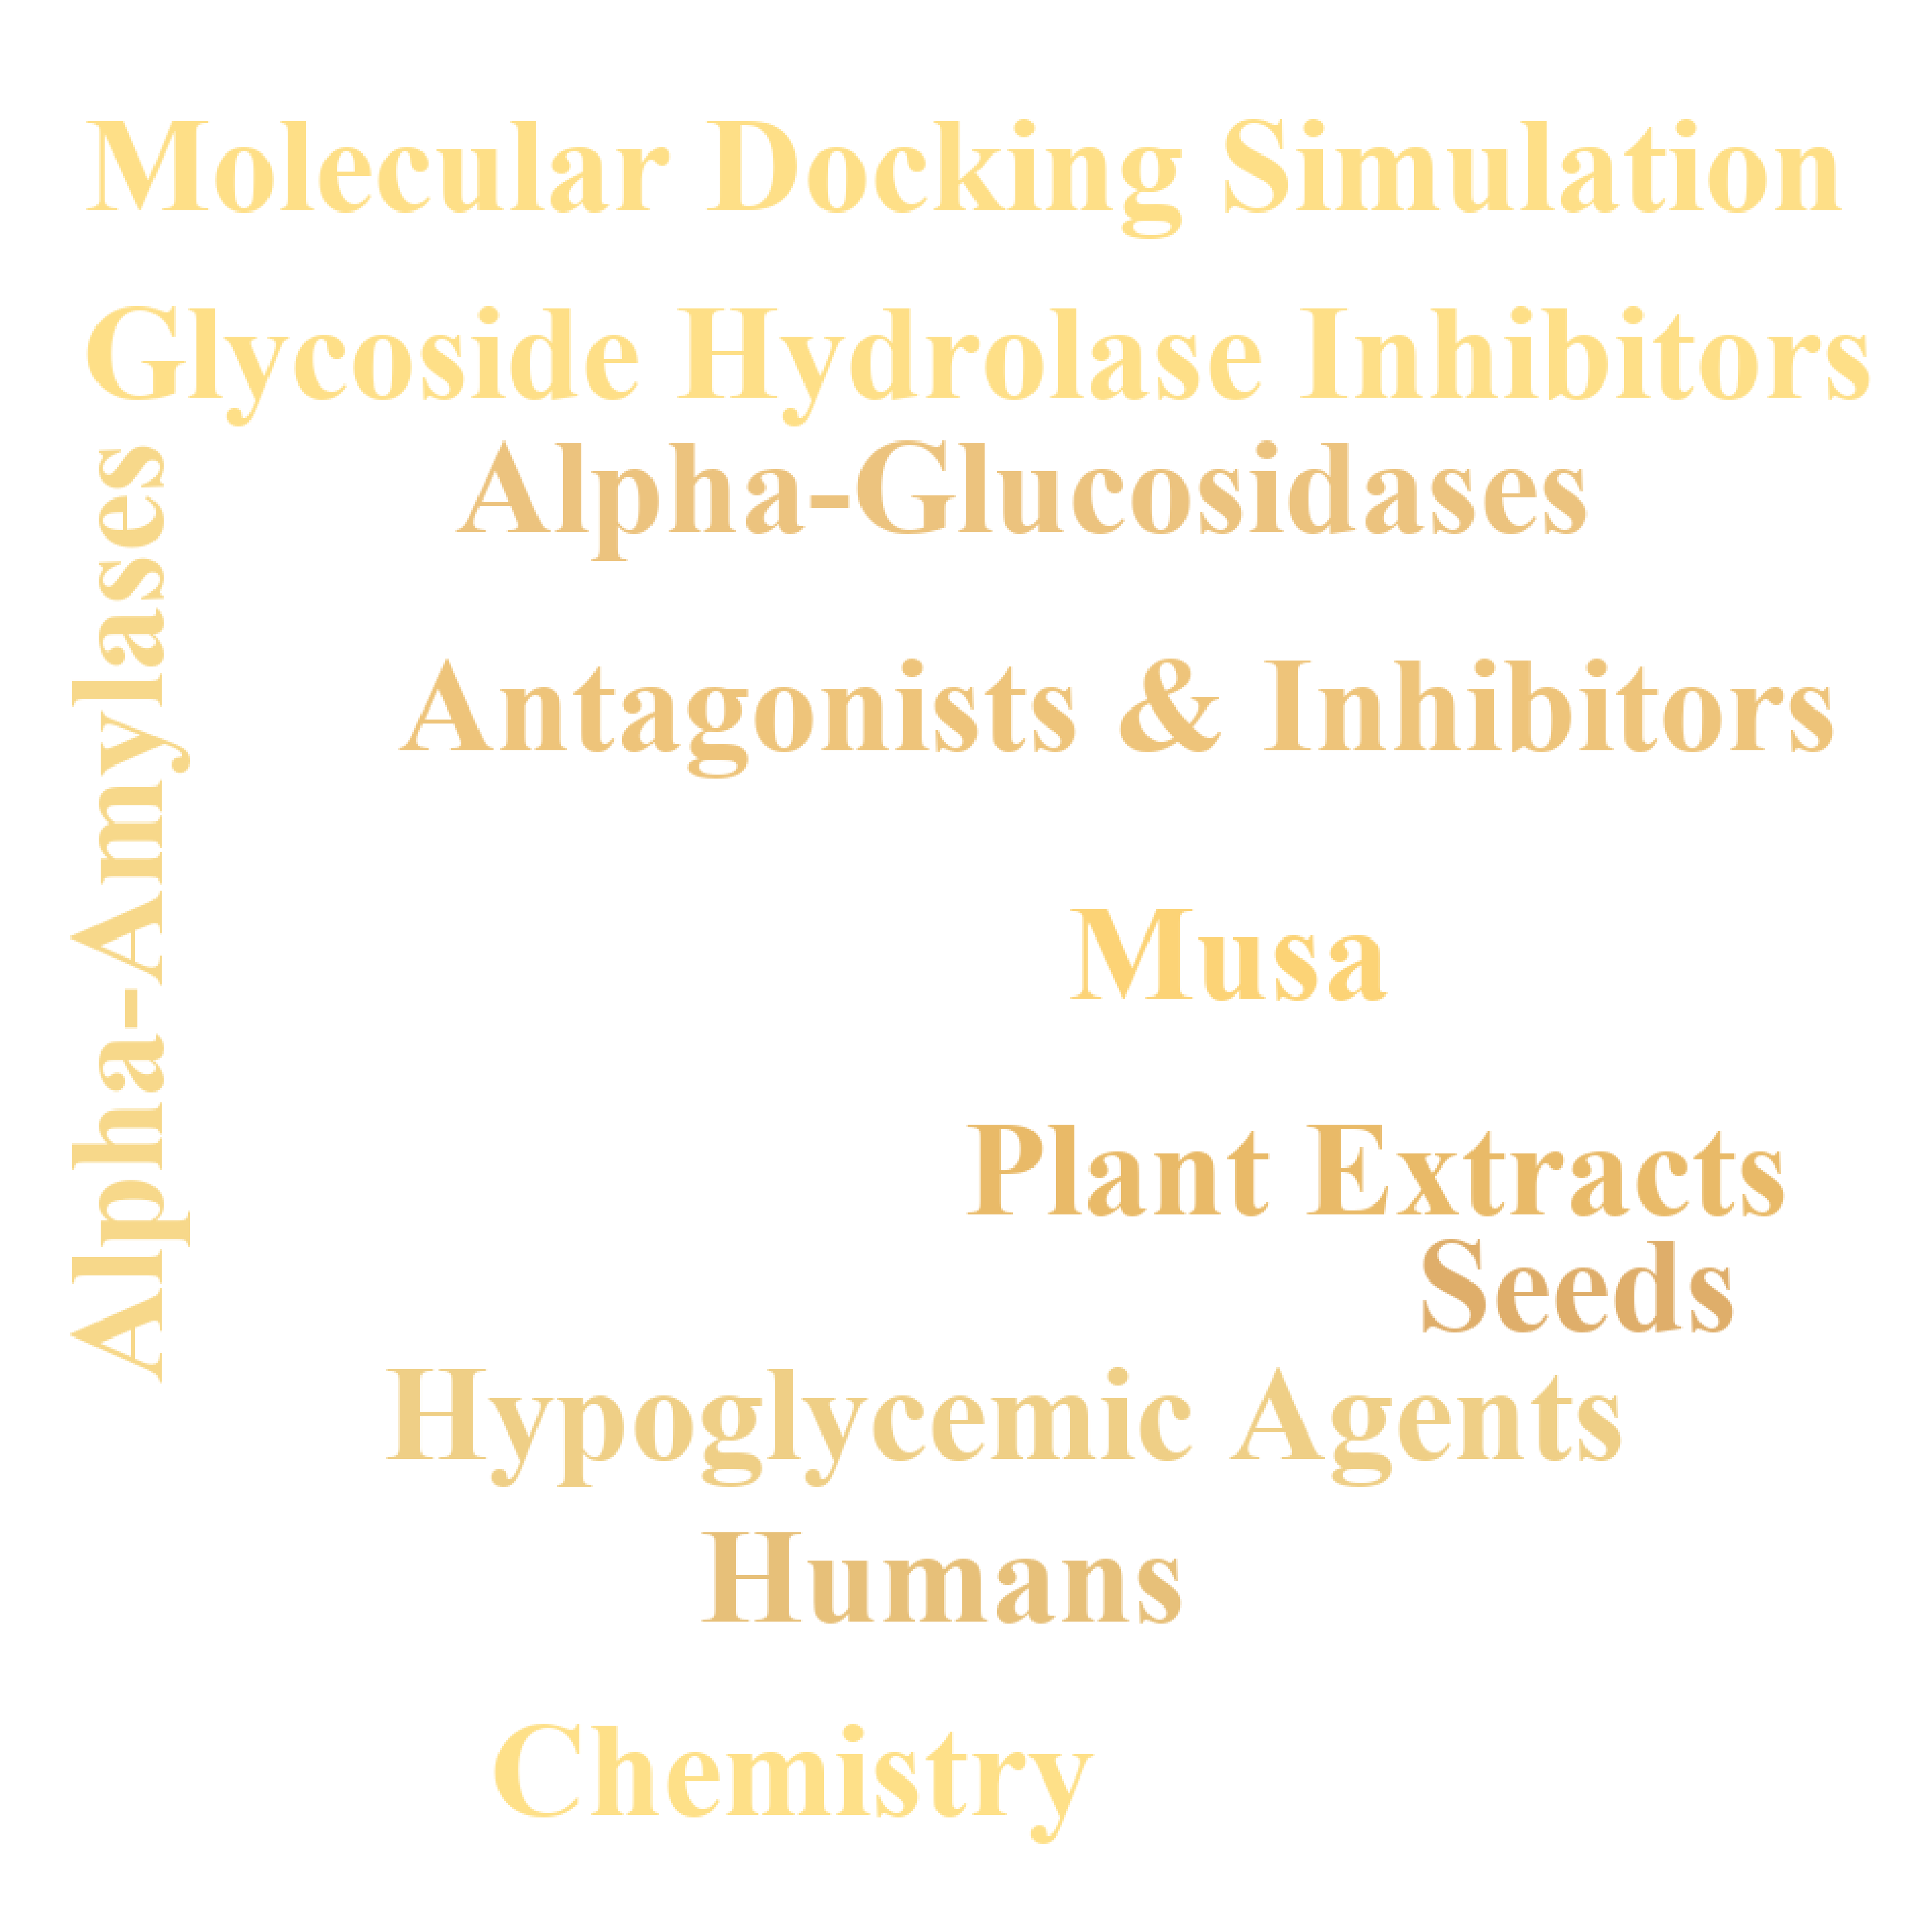 Molecular Docking Simulation
Glycoside Hydrolase Inhibitors
Alpha-Amylases
Alpha-Glucosidases
Antagonists & Inhibitors
Musa
Plant Extracts
Seeds
Hypoglycemic Agents
Humans
Chemistry